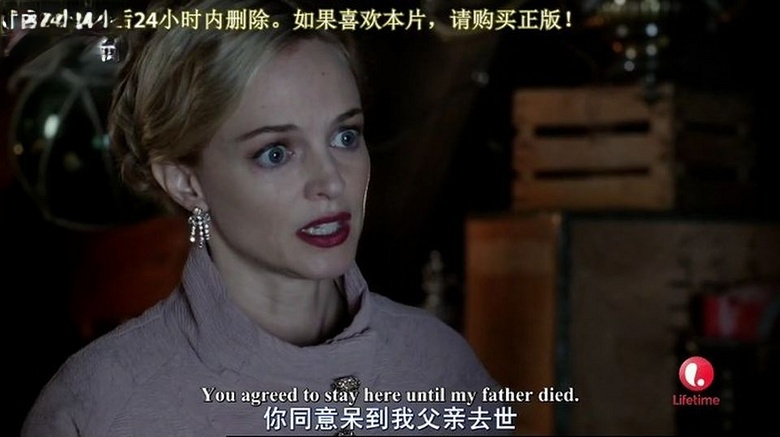 后24小时内删除。如果喜欢本片，请购买正版！
You agreed to stay here until my father died.
你同意呆到我父亲去世
Lifetime